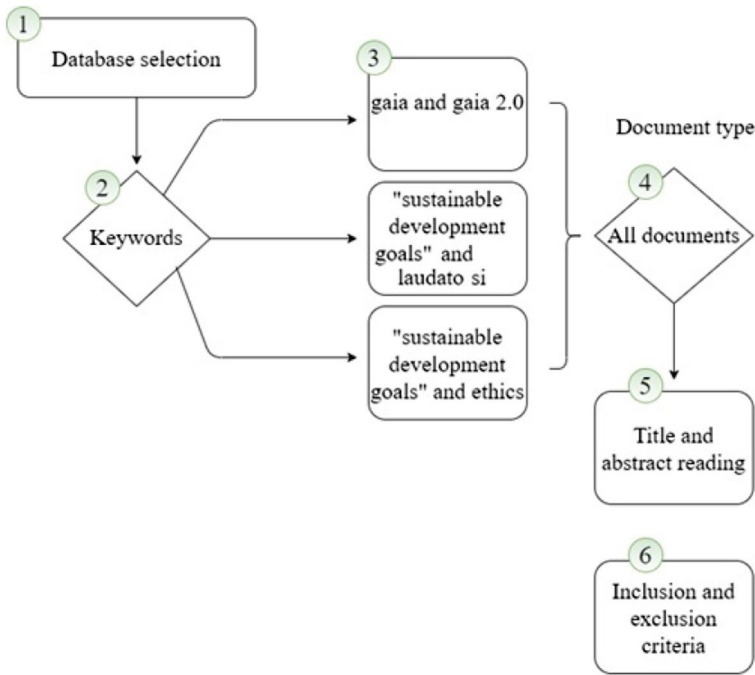 1
Database selection
2
Keywords
3
gaia and gaia 2.0
"sustainable
development
goals" and
laudato si
"sustainable
development
goals" and ethics
Document type
4
All documents
5
Title and
abstract reading
6
Inclusion and
exclusion
criteria